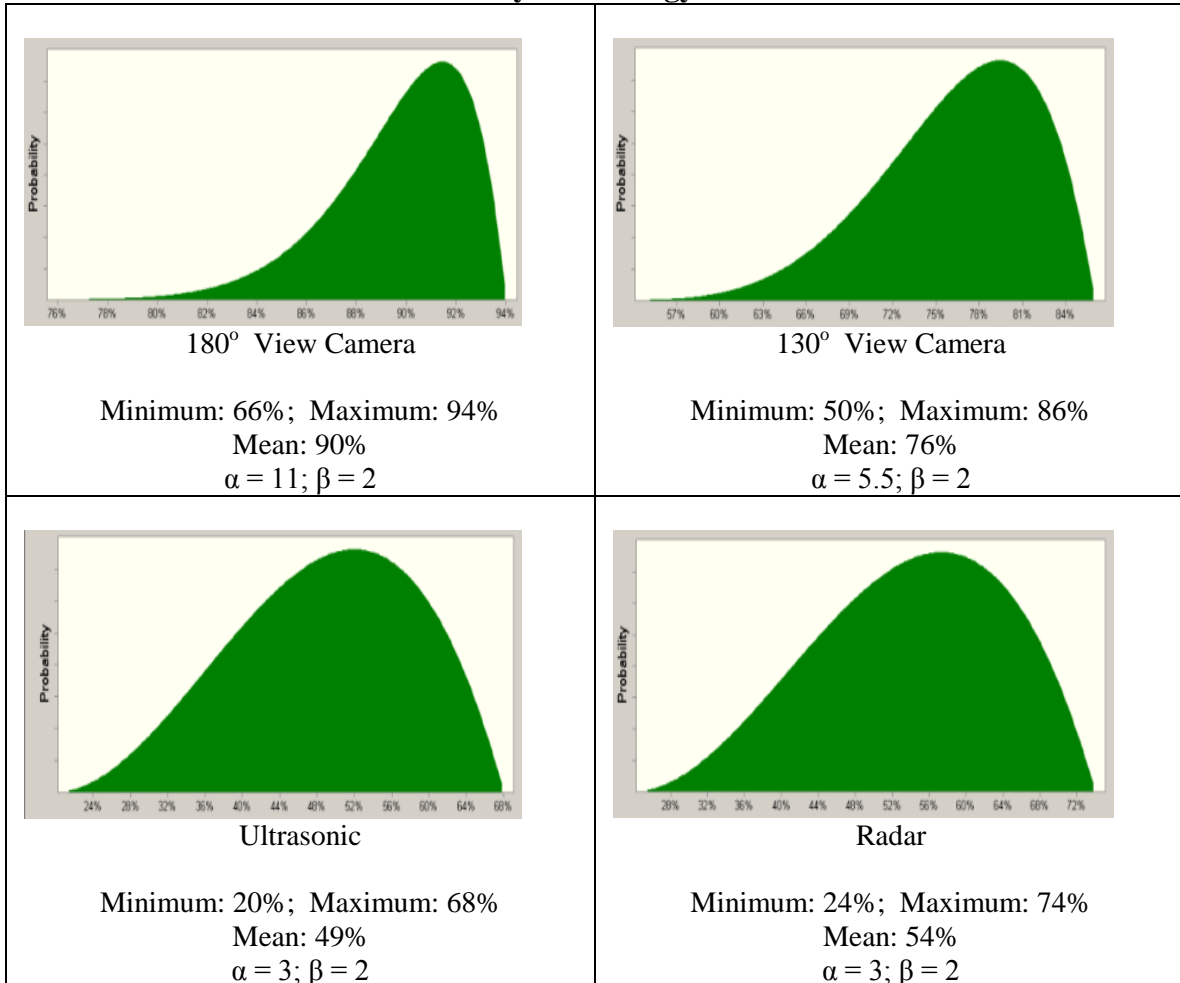 Probability
76% 78% 80% 82% 84% 86% 88% 90% 92% 94%
180o View Camera
Minimum: 66%; Maximum: 94%
Mean: 90%
α = 11; β = 2
Probability
57% 60% 63% 66% 69% 72% 75% 78% 81% 84%
130o View Camera
Minimum: 50%; Maximum: 86%
Mean: 76%
α = 5.5; β = 2
Probability
24% 28% 32% 36% 40% 44% 48% 52% 56% 60% 64% 68%
Ultrasonic
Minimum: 20%; Maximum: 68%
Mean: 49%
α = 3; β = 2
Probability
28% 32% 36% 40% 44% 48% 52% 56% 60% 64% 68% 72%
Radar
Minimum: 24%; Maximum: 74%
Mean: 54%
α = 3; β = 2